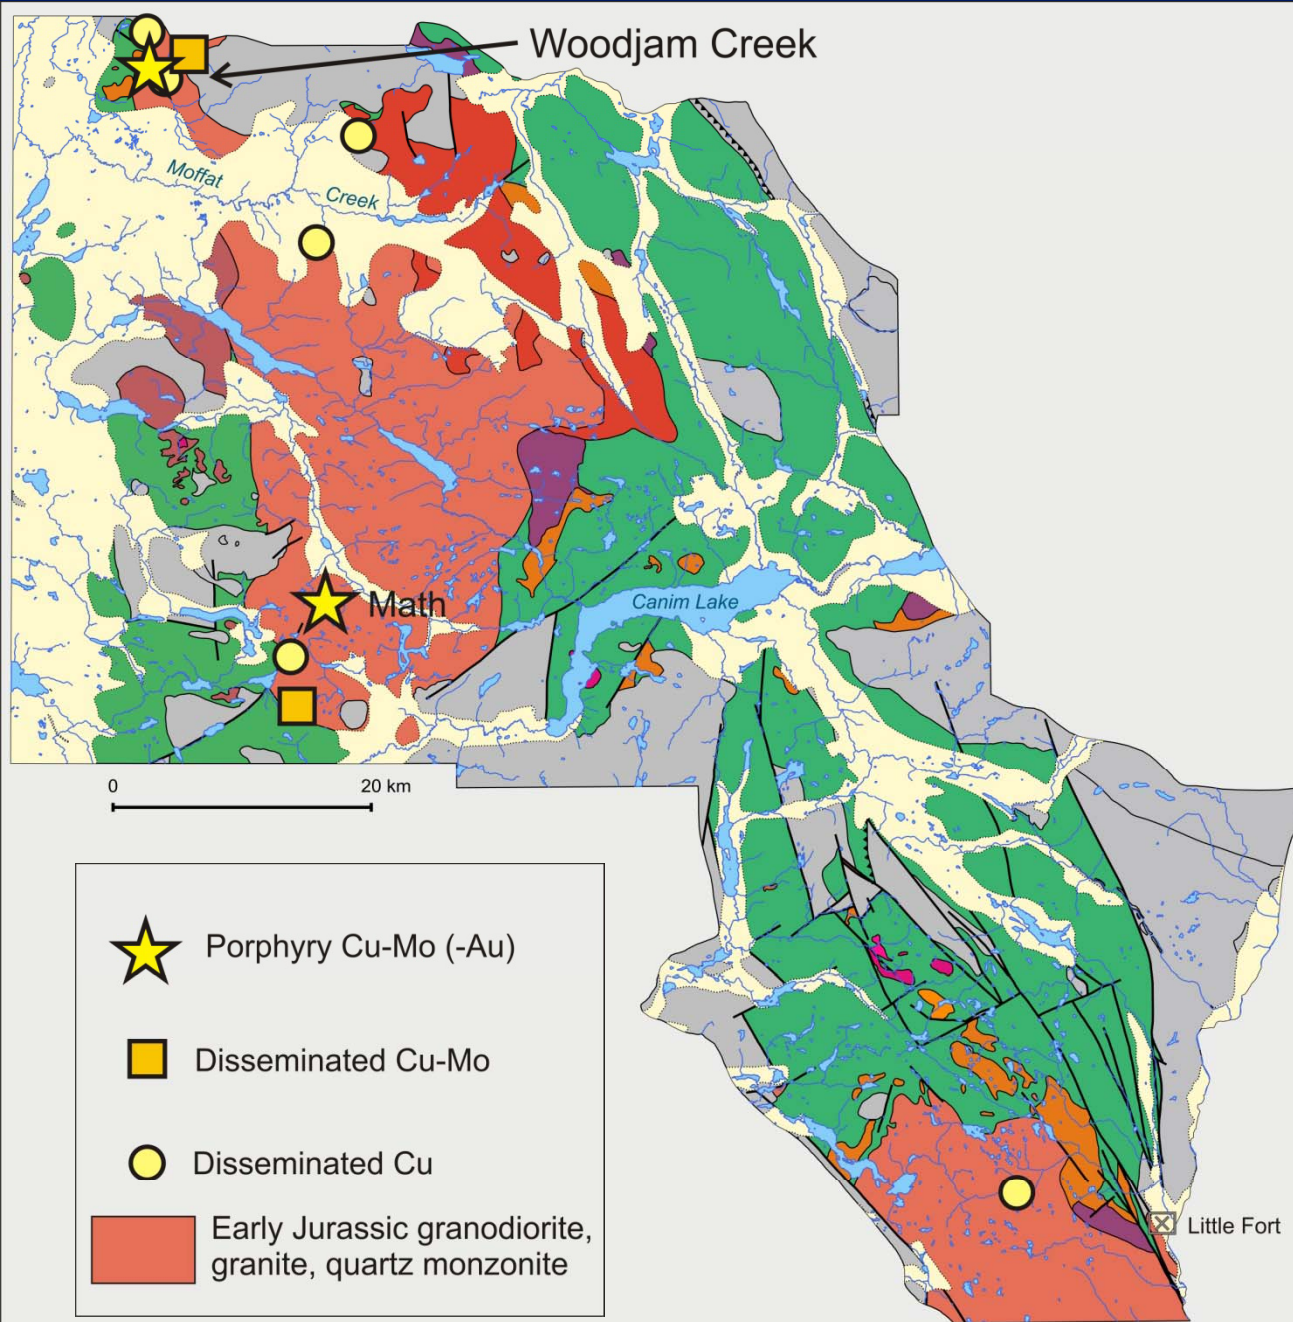 Woodjam Creek
Moffat
Creek
Math
Canim Lake
0 20 km
Porphyry Cu-Mo (-Au)
Disseminated Cu-Mo
Disseminated Cu
Early Jurassic granodiorite,
granite, quartz monzonite
Little Fort